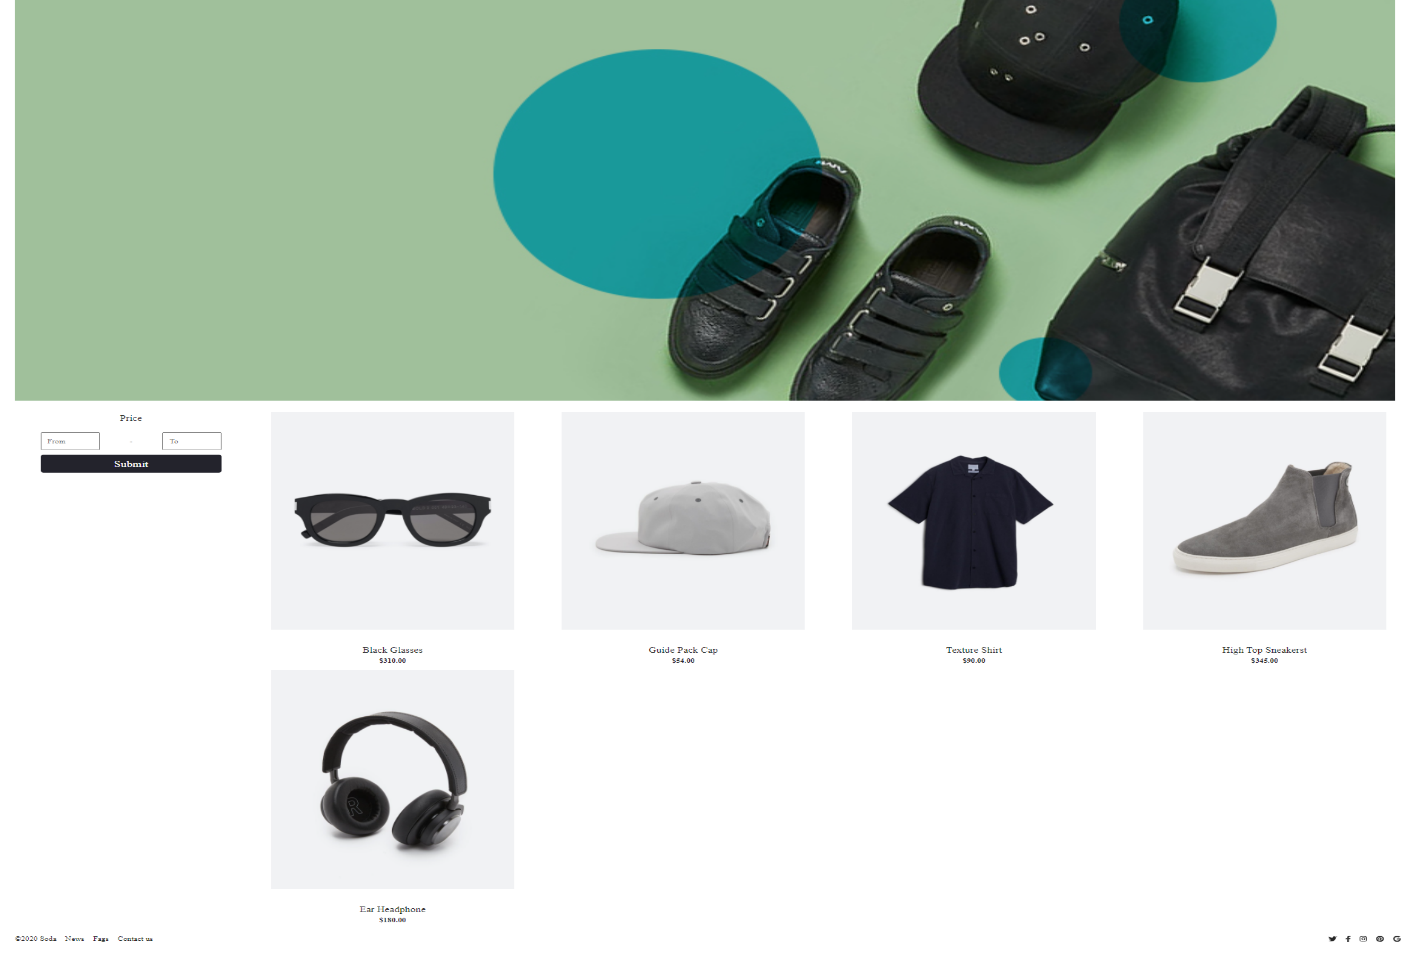 Price
From - To
Submit
Black Glasses
$310.00
Guide Pack Cap
$54.00
Texture Shirt
$90.00
High Top Sneakerst
$345.00
Ear Headphone
$180.00
©2020 Soda News Fags Contact us